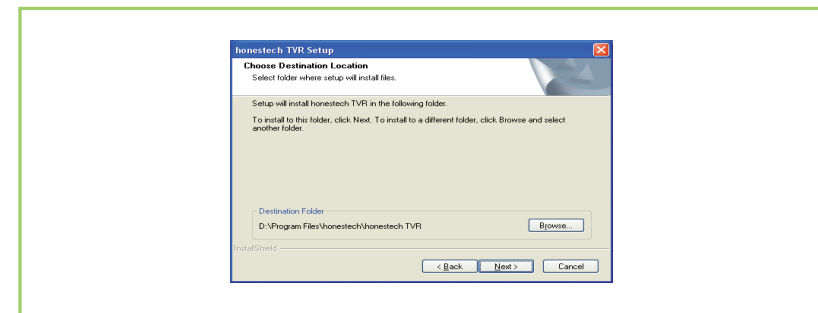 honestech TVR Setup
Choose Destination Location
Select folder where setup will install files.
Setup will install honestech TVR in the following folder.
To install to this folder, click Next. To install to a different folder, click Browse and select
another folder.
Destination Folder
D:\Program Files\honestech\honestech TVR
Browse...
InstallShield
< Back Next > Cancel